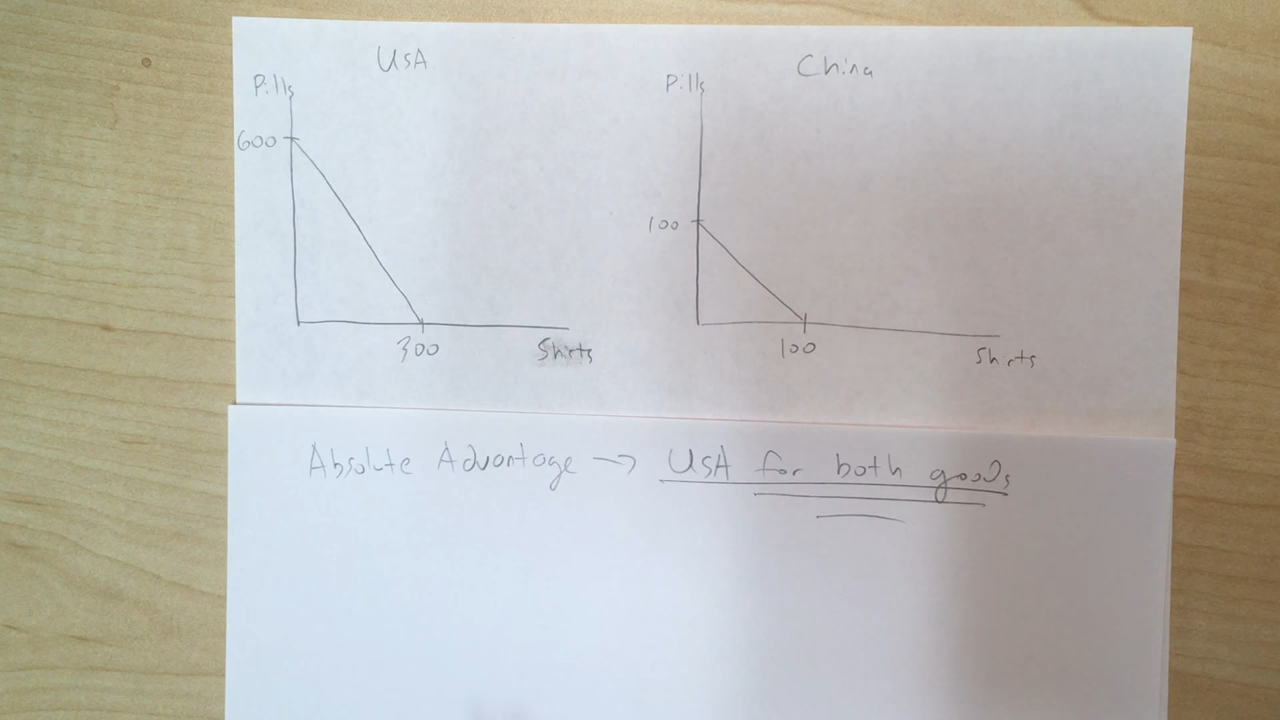 USA
Pills
600
300
Shirts
China
Pills
100
100
Shirts
Absolute Advantage → USA for both goods